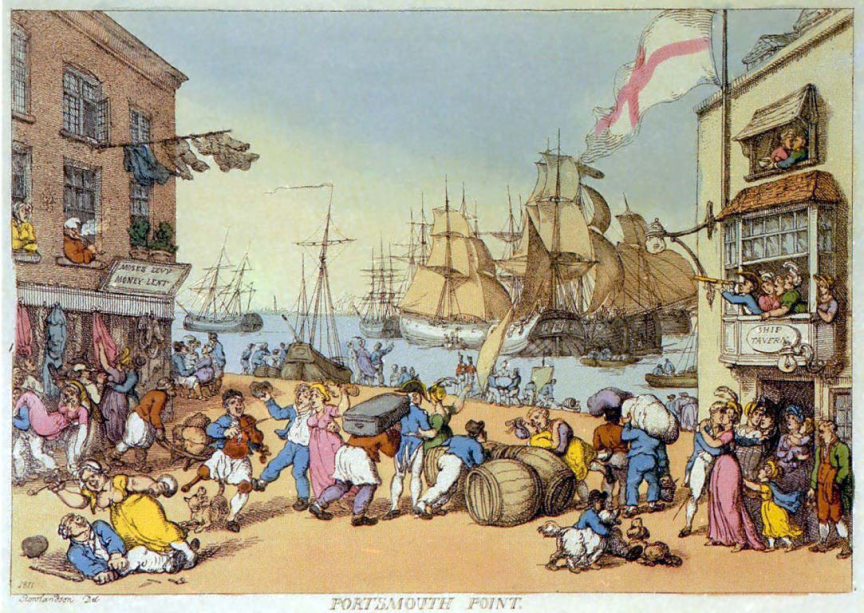 MOSES LEVY
MONEY LENT
SHIP
TAVERN
1811
Rowlandson Del
PORTSMOUTH POINT.